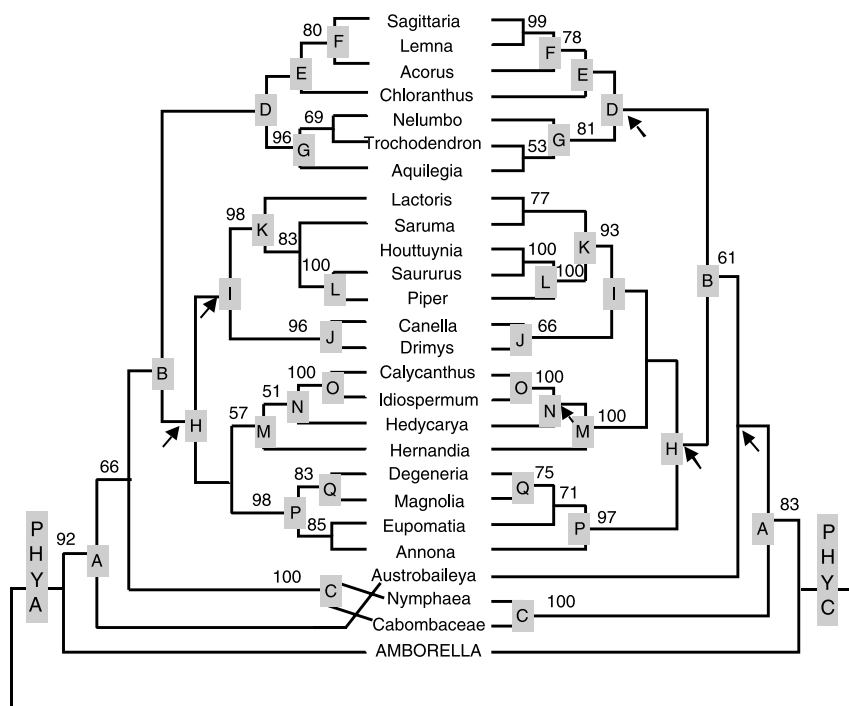 80 F Sagittaria 99
Lemna F 78
E Acorus E
Chloranthus
D D
69 Nelumbo
96 G Trochodendron 53 G 81
Aquilegia
98 K Lactoris 77
83 Saruma K 93
100 Houttuynia 100
L Saururus L 100
I Piper I
96 J Canella J 66
Drimys
B 61
B 100 O Calycanthus O 100
51 N Idiospermum N
57 M Hedycarya M 100
H Hernandia H
83 Q Degeneria Q 75
98 P Magnolia 71
85 Eupomatia P 97
Annona
66
92 A A 83
Austrobaileya
100 C Nymphaea C 100
Cabombaceae
AMBORELLA
P
H
Y
A
P
H
Y
C